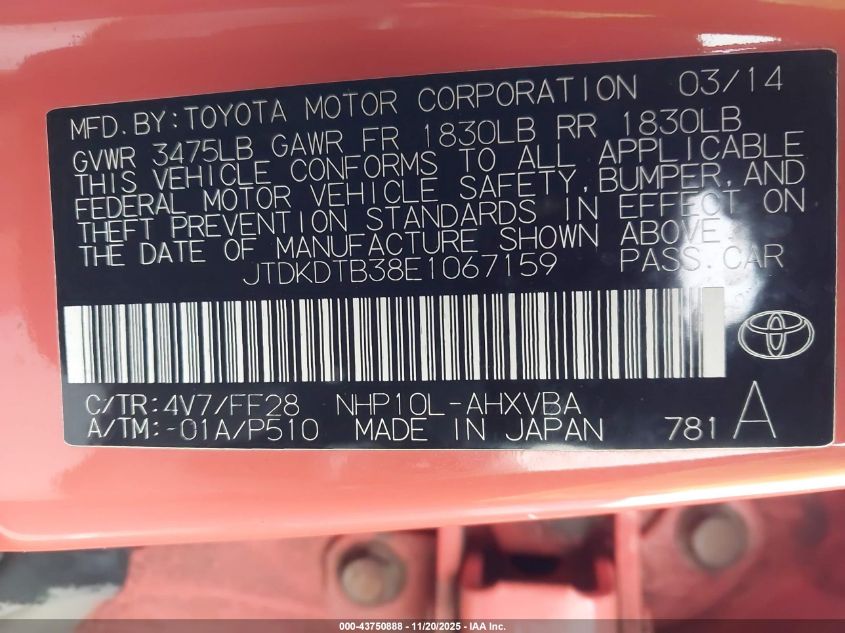 MFD.BY:TOYOTA MOTOR CORPORATION 03/14
GVWR 3475LB GAWR FR 1830LB RR 1830LB
THIS VEHICLE CONFORMS TO ALL APPLICABLE
FEDERAL MOTOR VEHICLE SAFETY,BUMPER,AND
THEFT PREVENTION STANDARDS IN EFFECT ON
THE DATE OF MANUFACTURE SHOWN ABOVE.
JTDKDTB38E1067159 PASS.CAR
C/TR:4V7/FF28 NHP10L-AHXVBA
A/TM:-01A/P510 MADE IN JAPAN 781 A
000-43750888 - 11/20/2025 - IAA Inc.